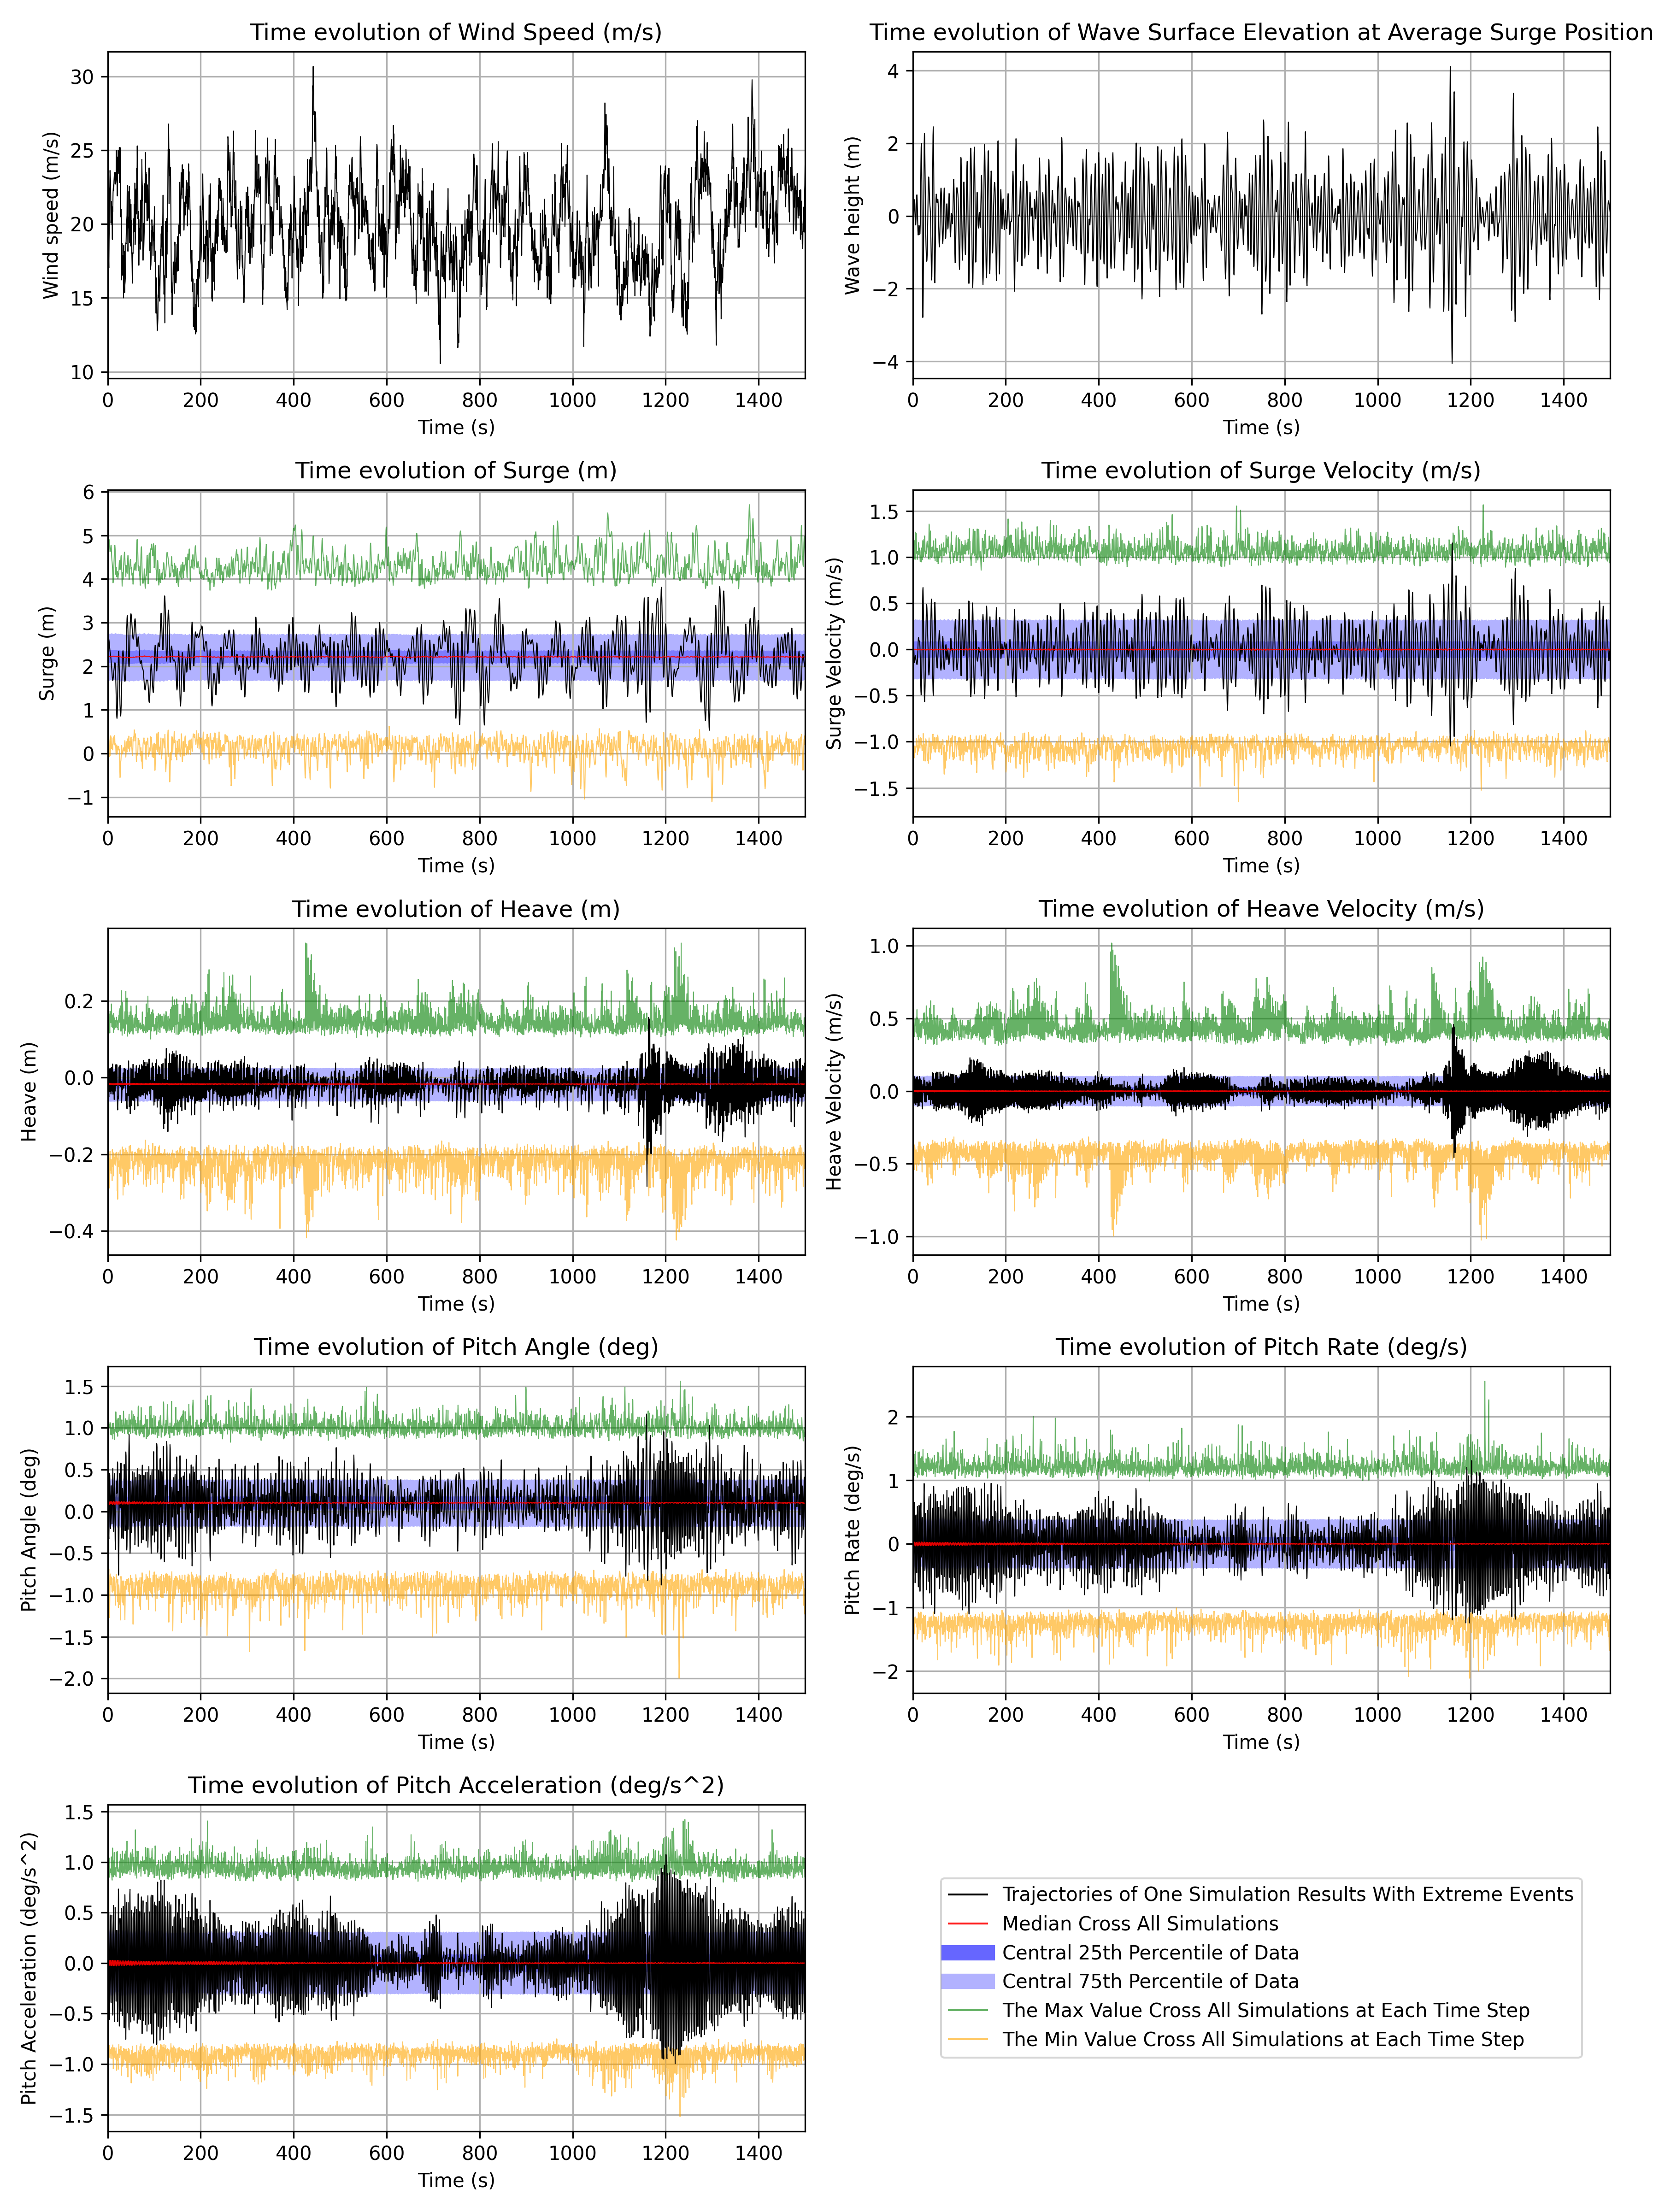 Time evolution of Wind Speed (m/s)
Wind speed (m/s)
30
25
20
15
10
0 200 400 600 800 1000 1200 1400
Time (s)
Time evolution of Wave Surface Elevation at Average Surge Position
Wave height (m)
4
2
0
−2
−4
0 200 400 600 800 1000 1200 1400
Time (s)
Time evolution of Surge (m)
Surge (m)
6
5
4
3
2
1
0
−1
0 200 400 600 800 1000 1200 1400
Time (s)
Time evolution of Surge Velocity (m/s)
Surge Velocity (m/s)
1.5
1.0
0.5
0.0
−0.5
−1.0
−1.5
0 200 400 600 800 1000 1200 1400
Time (s)
Time evolution of Heave (m)
Heave (m)
0.2
0.0
−0.2
−0.4
0 200 400 600 800 1000 1200 1400
Time (s)
Time evolution of Heave Velocity (m/s)
Heave Velocity (m/s)
1.0
0.5
0.0
−0.5
−1.0
0 200 400 600 800 1000 1200 1400
Time (s)
Time evolution of Pitch Angle (deg)
Pitch Angle (deg)
1.5
1.0
0.5
0.0
−0.5
−1.0
−1.5
−2.0
0 200 400 600 800 1000 1200 1400
Time (s)
Time evolution of Pitch Rate (deg/s)
Pitch Rate (deg/s)
2
1
0
−1
−2
0 200 400 600 800 1000 1200 1400
Time (s)
Time evolution of Pitch Acceleration (deg/s^2)
Pitch Acceleration (deg/s^2)
1.5
1.0
0.5
0.0
−0.5
−1.0
−1.5
0 200 400 600 800 1000 1200 1400
Time (s)
Trajectories of One Simulation Results With Extreme Events
Median Cross All Simulations
Central 25th Percentile of Data
Central 75th Percentile of Data
The Max Value Cross All Simulations at Each Time Step
The Min Value Cross All Simulations at Each Time Step